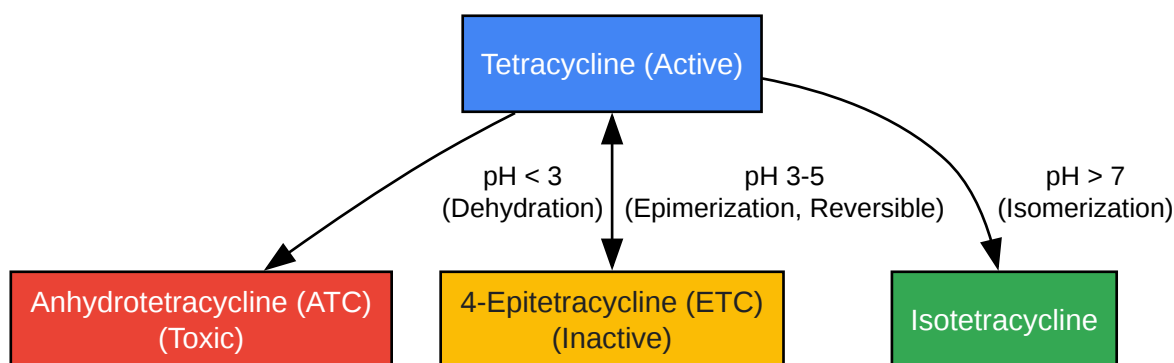 Tetracycline (Active)
pH < 3
(Dehydration)
pH 3-5
(Epimerization, Reversible)
pH > 7
(Isomerization)
Anhydrotetracycline (ATC)
(Toxic)
4-Epitetracycline (ETC)
(Inactive)
Isotetracycline